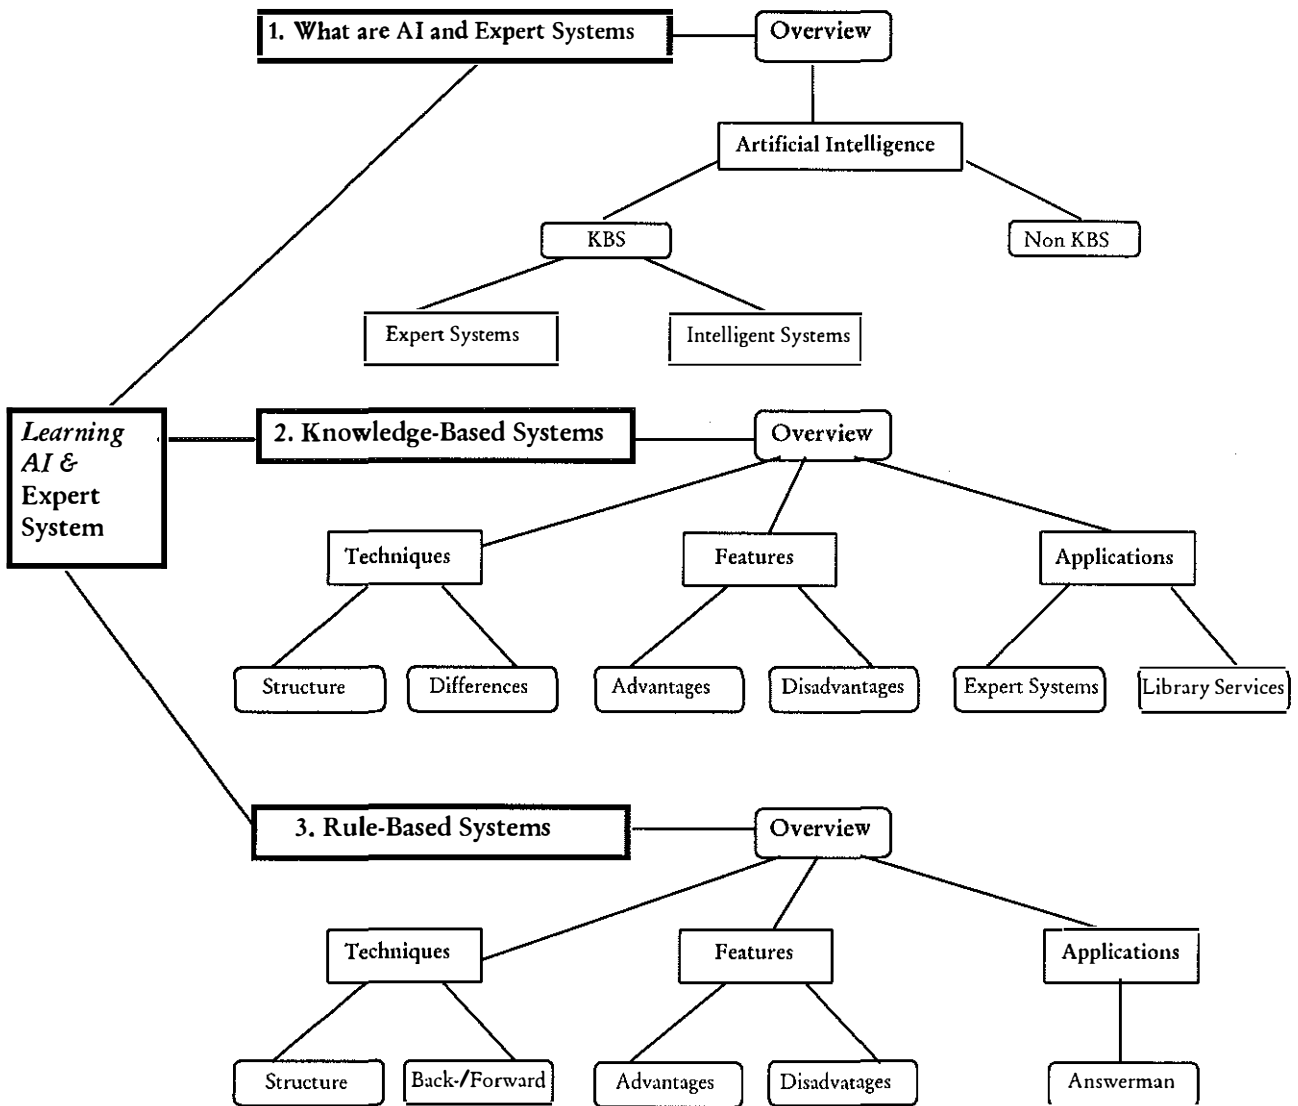 1. What are AI and Expert Systems
Overview
Artificial Intelligence
KBS
Non KBS
Expert Systems
Intelligent Systems
Learning
AI &
Expert
System
2. Knowledge-Based Systems
Overview
Techniques
Features
Applications
Structure
Differences
Advantages
Disadvantages
Expert Systems
Library Services
3. Rule-Based Systems
Overview
Techniques
Features
Applications
Structure
Back-/Forward
Advantages
Disadvatages
Answerman